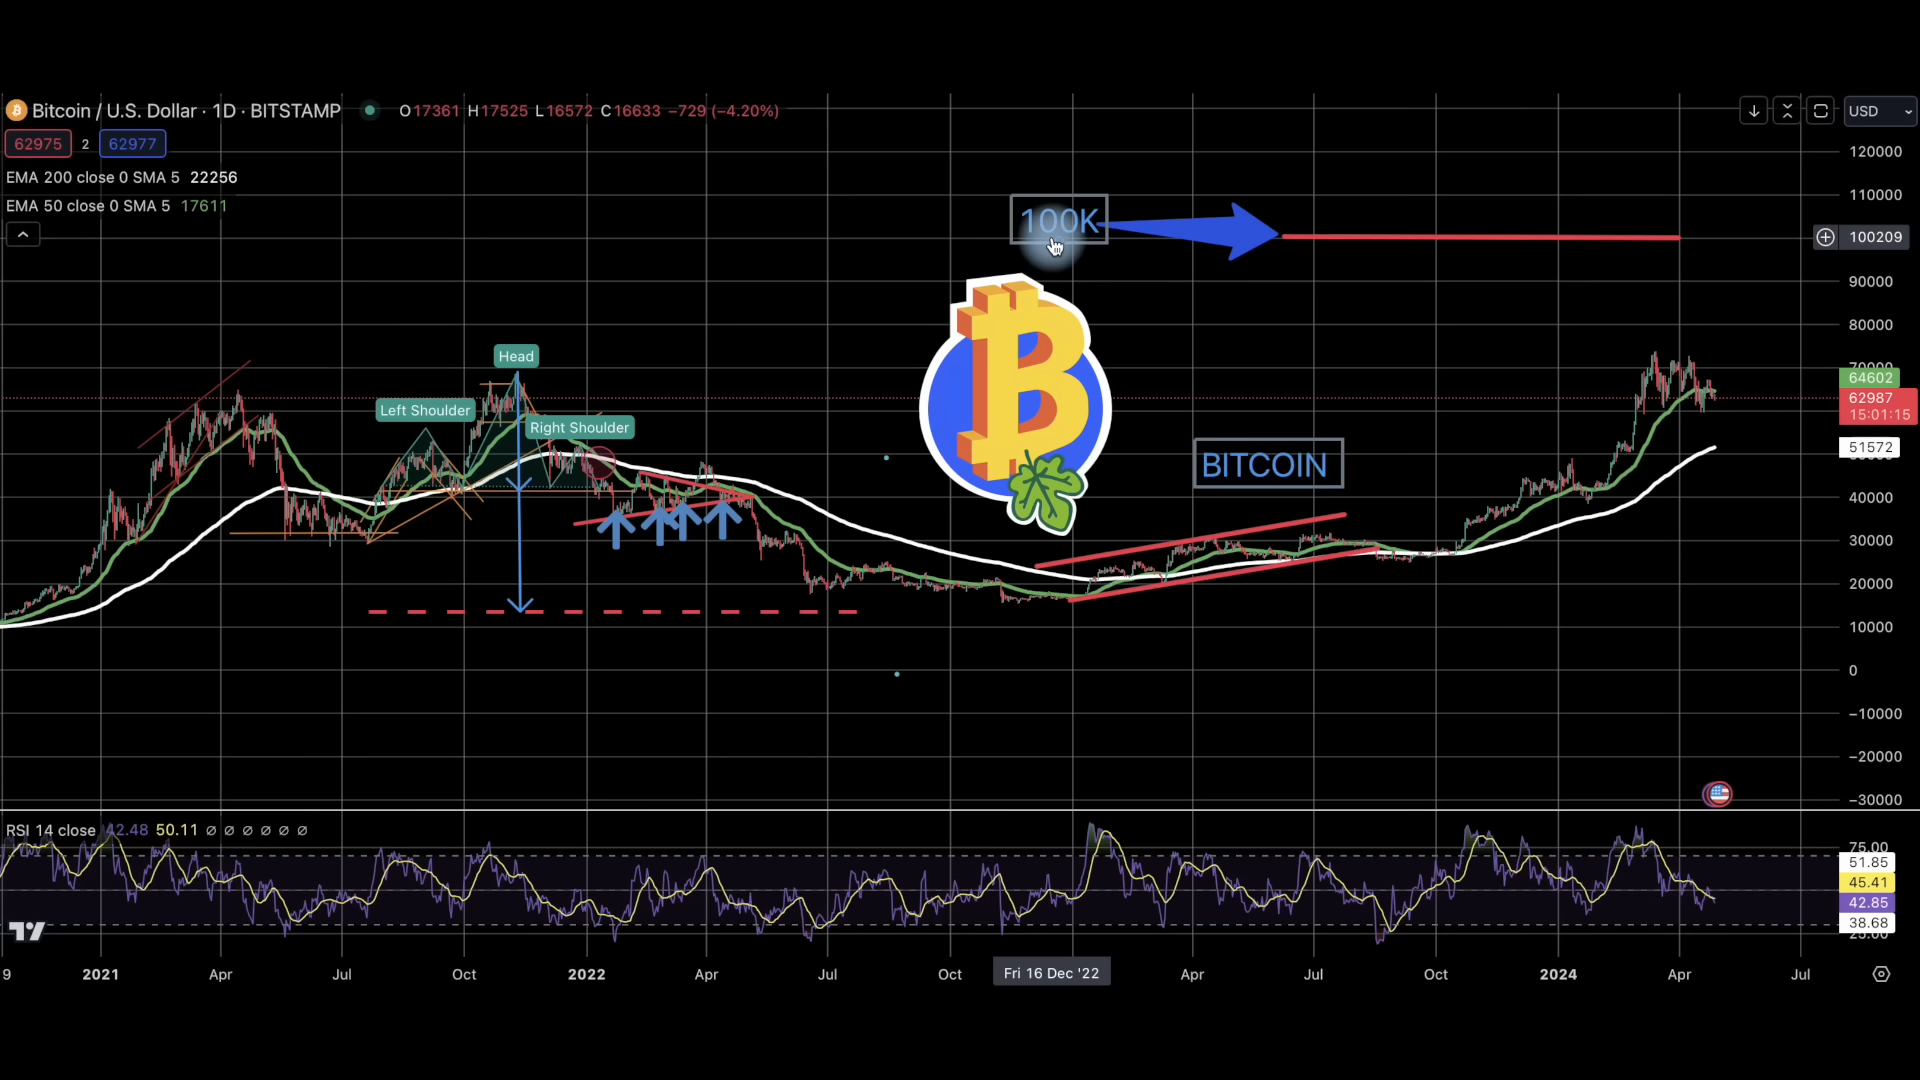 Bitcoin / U.S. Dollar · 1D · BITSTAMP O17361 H17525 L16572 C16633 −729 (−4.20%)
USD
62975 2 62977
EMA 200 close 0 SMA 5 22256
EMA 50 close 0 SMA 5 17611
120000
110000
100K
100209
90000
80000
70000
64602
62987
15:01:15
51572
40000
30000
20000
10000
0
−10000
−20000
−30000
Head
Left Shoulder
Right Shoulder
BITCOIN
RSI 14 close 42.48 50.11 ∅ ∅ ∅ ∅ ∅ ∅
75.00
51.85
45.41
42.85
38.68
25.00
9 2021 Apr Jul Oct 2022 Apr Jul Oct Fri 16 Dec '22 Apr Jul Oct 2024 Apr Jul